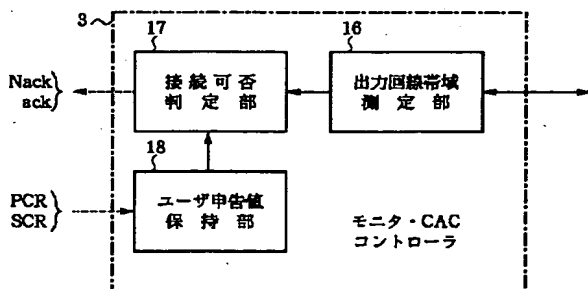 3
17
16
Nack
ack
接続可否
判定部
出力回線帯域
測定部
18
PCR
SCR
ユーザ申告値
保持部
モニタ・CAC
コントローラ